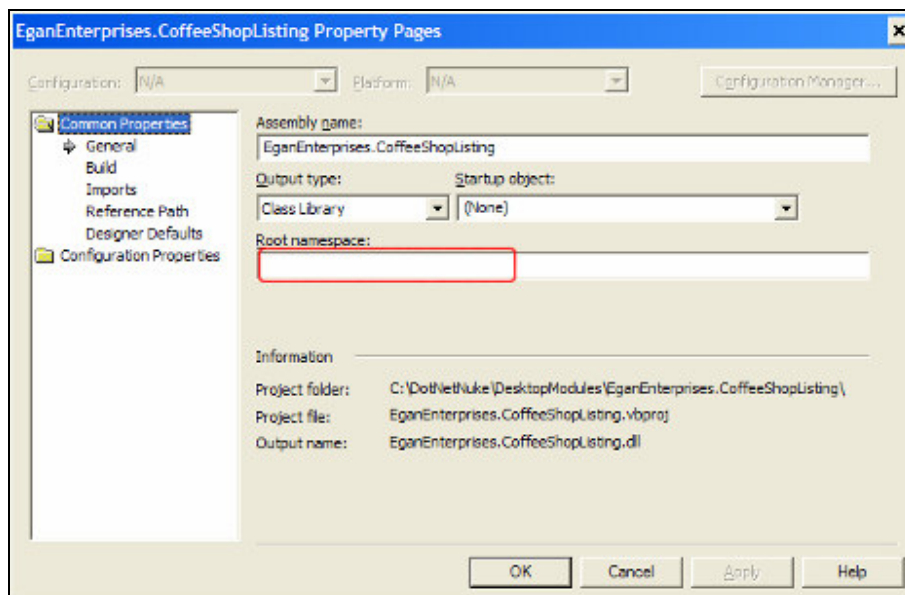 EganEnterprises.CoffeeShopListing Property Pages
Configuration: N/A Platform: N/A Configuration Manager...
Common Properties
General
Build
Imports
Reference Path
Designer Defaults
Configuration Properties
Assembly name:
EganEnterprises.CoffeeShopListing
Output type: Startup object:
Class Library (None)
Root namespace:
Information
Project folder: C:\DotNetNuke\DesktopModules\EganEnterprises.CoffeeShopListing\
Project file: EganEnterprises.CoffeeShopListing.vbproj
Output name: EganEnterprises.CoffeeShopListing.dll
OK Cancel Apply Help